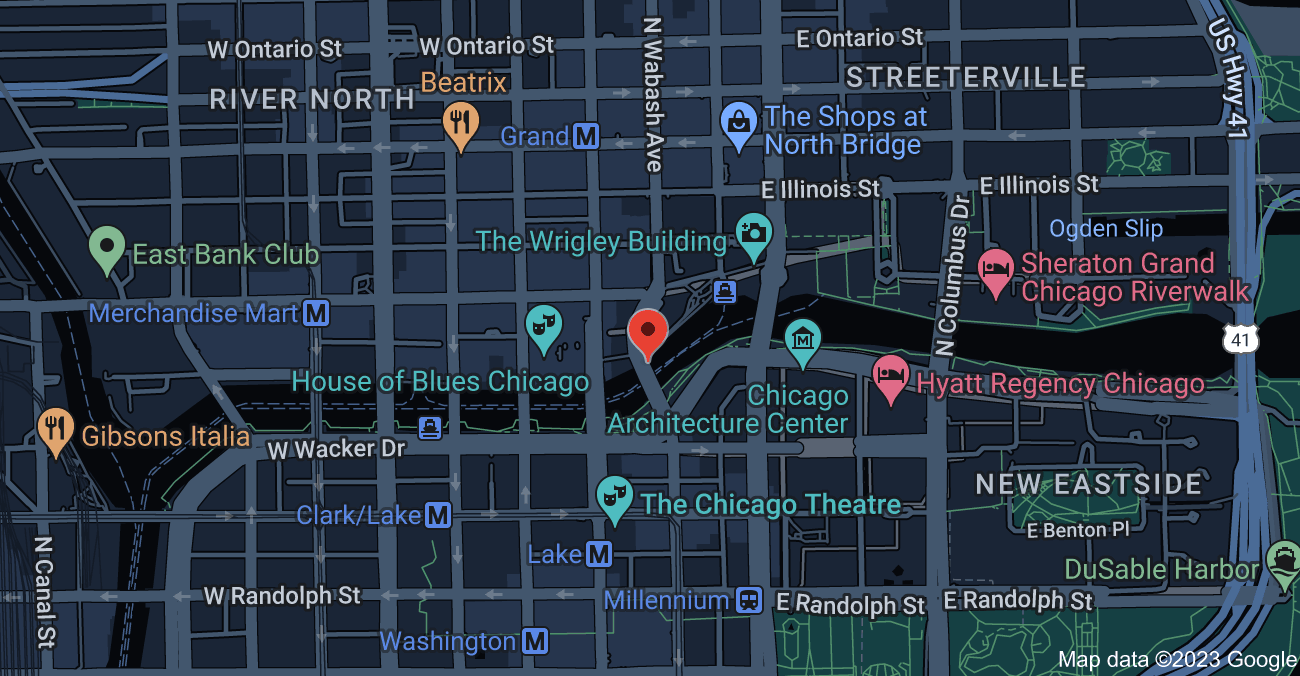 W Ontario St
W Ontario St
N Wabash Ave
E Ontario St
US Hwy 41
STREETERVILLE
RIVER NORTH
Beatrix
Grand M
The Shops at
North Bridge
E Illinois St
E Illinois St
N Columbus Dr
Ogden Slip
The Wrigley Building
East Bank Club
Sheraton Grand
Chicago Riverwalk
Merchandise Mart M
41
House of Blues Chicago
M
Chicago
Architecture Center
Hyatt Regency Chicago
Gibsons Italia
W Wacker Dr
NEW EASTSIDE
The Chicago Theatre
Clark/Lake M
E Benton Pl
Lake M
N Canal St
DuSable Harbor
W Randolph St
Millennium
E Randolph St
E Randolph St
Washington M
Map data ©2023 Google